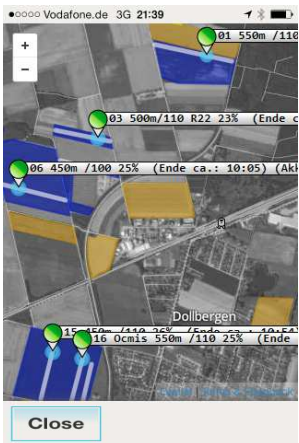 Vodafone.de 3G 21:39
+
01 550m /110
−
03 500m/110 R22 23% (Ende c
06 450m /100 25% (Ende ca.: 10:05) (Akk
Dollbergen
15 450m /110 26% (Ende ca.: 10:54)
16 Ocmis 550m /110 25% (Ende
Close